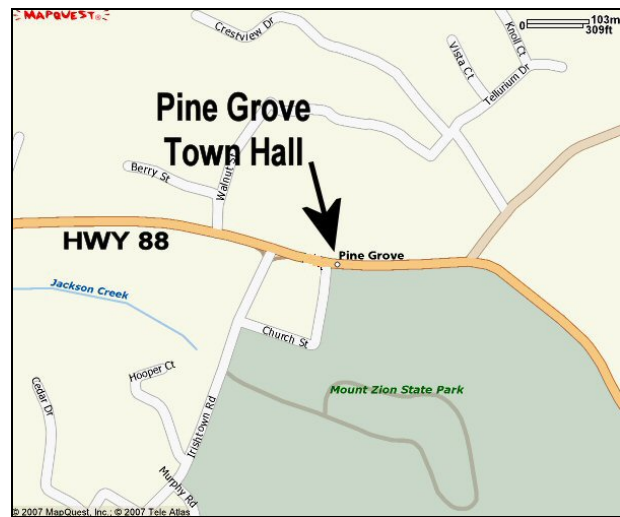 MAPQUEST
0 103m
309ft
Crestview Dr
Knoll Ct
Vista Ct
Tellurium Dr
Pine Grove
Town Hall
Berry St
Walnut St
HWY 88
Pine Grove
Jackson Creek
Church St
Hooper Ct
Mount Zion State Park
Cedar Dr
Irishtown Rd
Murphy Rd
© 2007 MapQuest, Inc.; © 2007 Tele Atlas